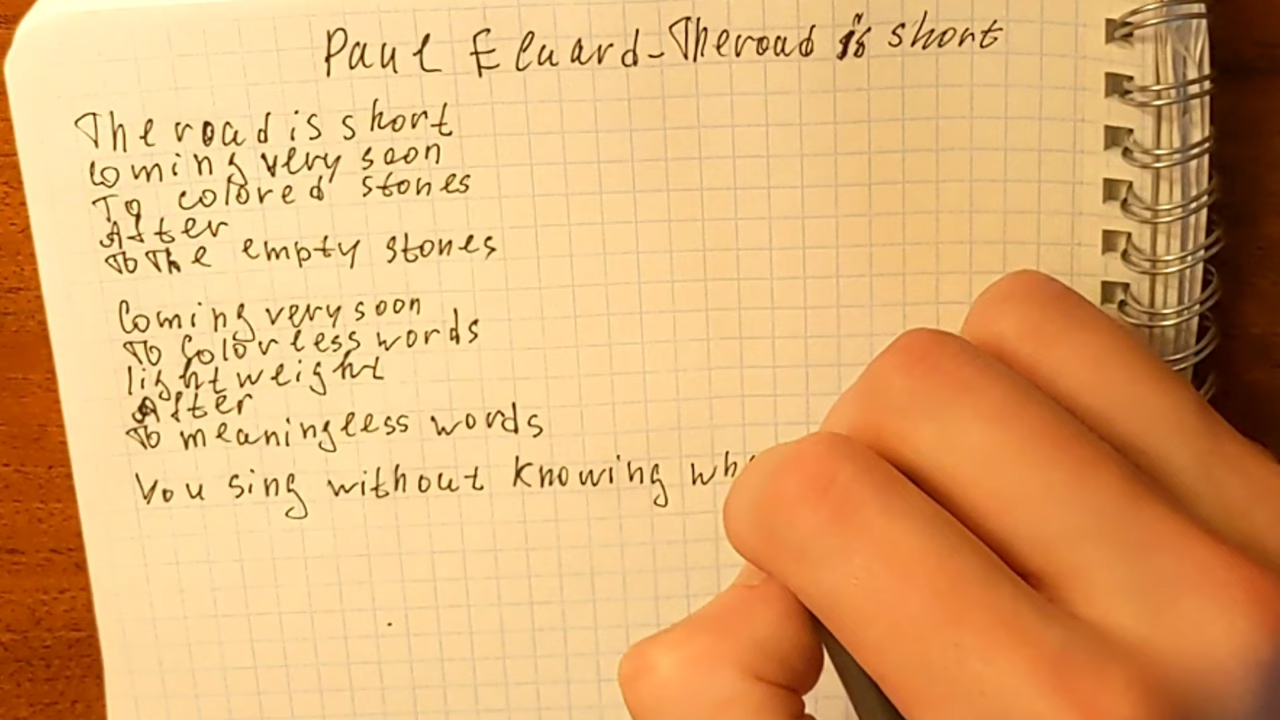 Paul Eluard-The road is short
The road is short
Coming very soon
To colored stones
After
To the empty stones
Coming very soon
To colorless words
lightweight
After
To meaningless words
You sing without knowing